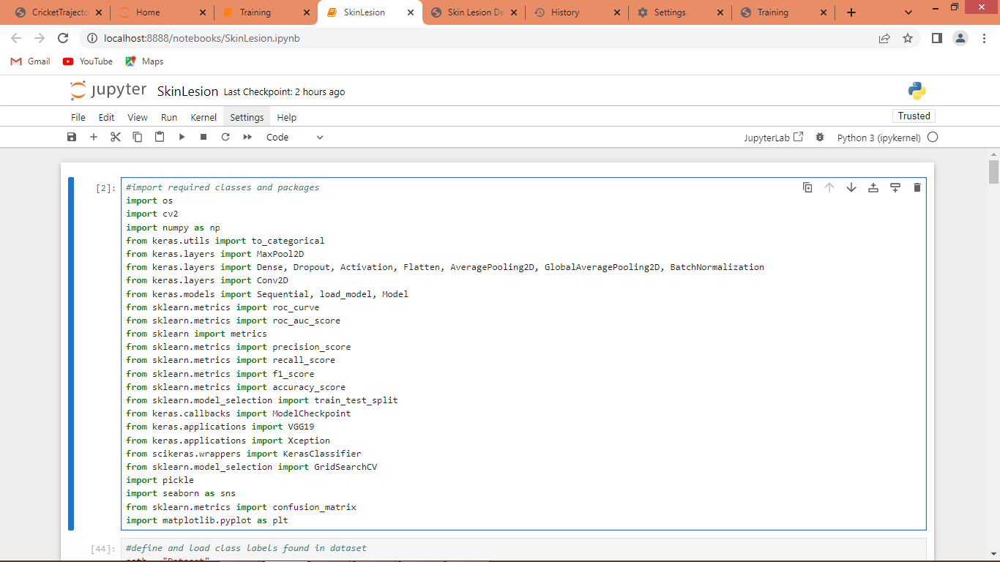 CricketTrajecto
Home
Training
SkinLesion
Skin Lesion De
History
Settings
Training
localhost:8888/notebooks/SkinLesion.ipynb
Gmail
YouTube
Maps
jupyter SkinLesion Last Checkpoint: 2 hours ago
File Edit View Run Kernel Settings Help
Trusted
Code
JupyterLab
Python 3 (ipykernel)
[2]:
#import required classes and packages
import os
import cv2
import numpy as np
from keras.utils import to_categorical
from keras.layers import MaxPool2D
from keras.layers import Dense, Dropout, Activation, Flatten, AveragePooling2D, GlobalAveragePooling2D, BatchNormalization
from keras.layers import Conv2D
from keras.models import Sequential, load_model, Model
from sklearn.metrics import roc_curve
from sklearn.metrics import roc_auc_score
from sklearn import metrics
from sklearn.metrics import precision_score
from sklearn.metrics import recall_score
from sklearn.metrics import f1_score
from sklearn.metrics import accuracy_score
from sklearn.model_selection import train_test_split
from keras.callbacks import ModelCheckpoint
from keras.applications import VGG19
from keras.applications import Xception
from scikeras.wrappers import KerasClassifier
from sklearn.model_selection import GridSearchCV
import pickle
import seaborn as sns
from sklearn.metrics import confusion_matrix
import matplotlib.pyplot as plt
[44]:
#define and load class labels found in dataset